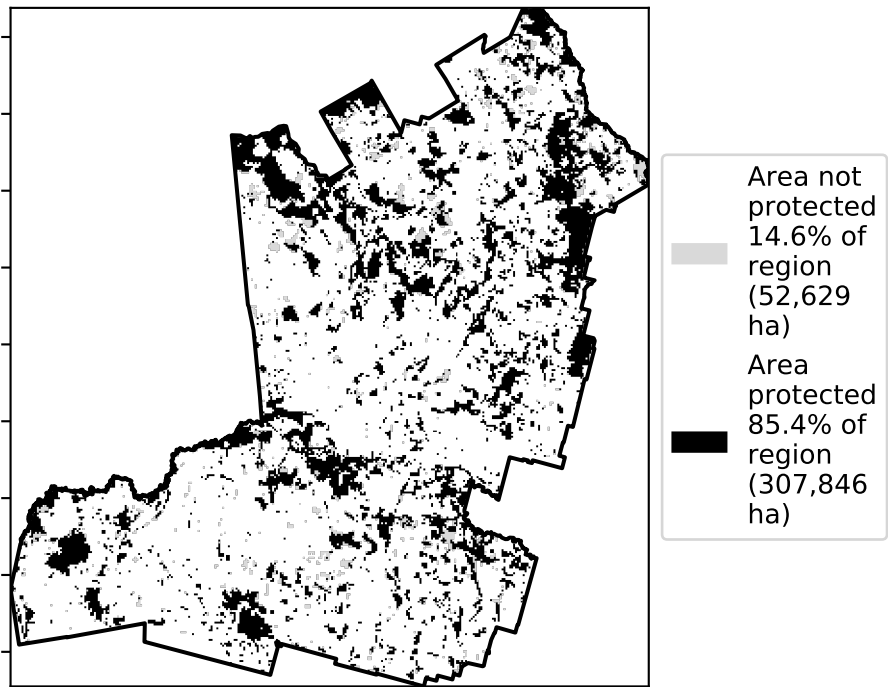 Area not
protected
14.6% of
region
(52,629
ha)
Area
protected
85.4% of
region
(307,846
ha)